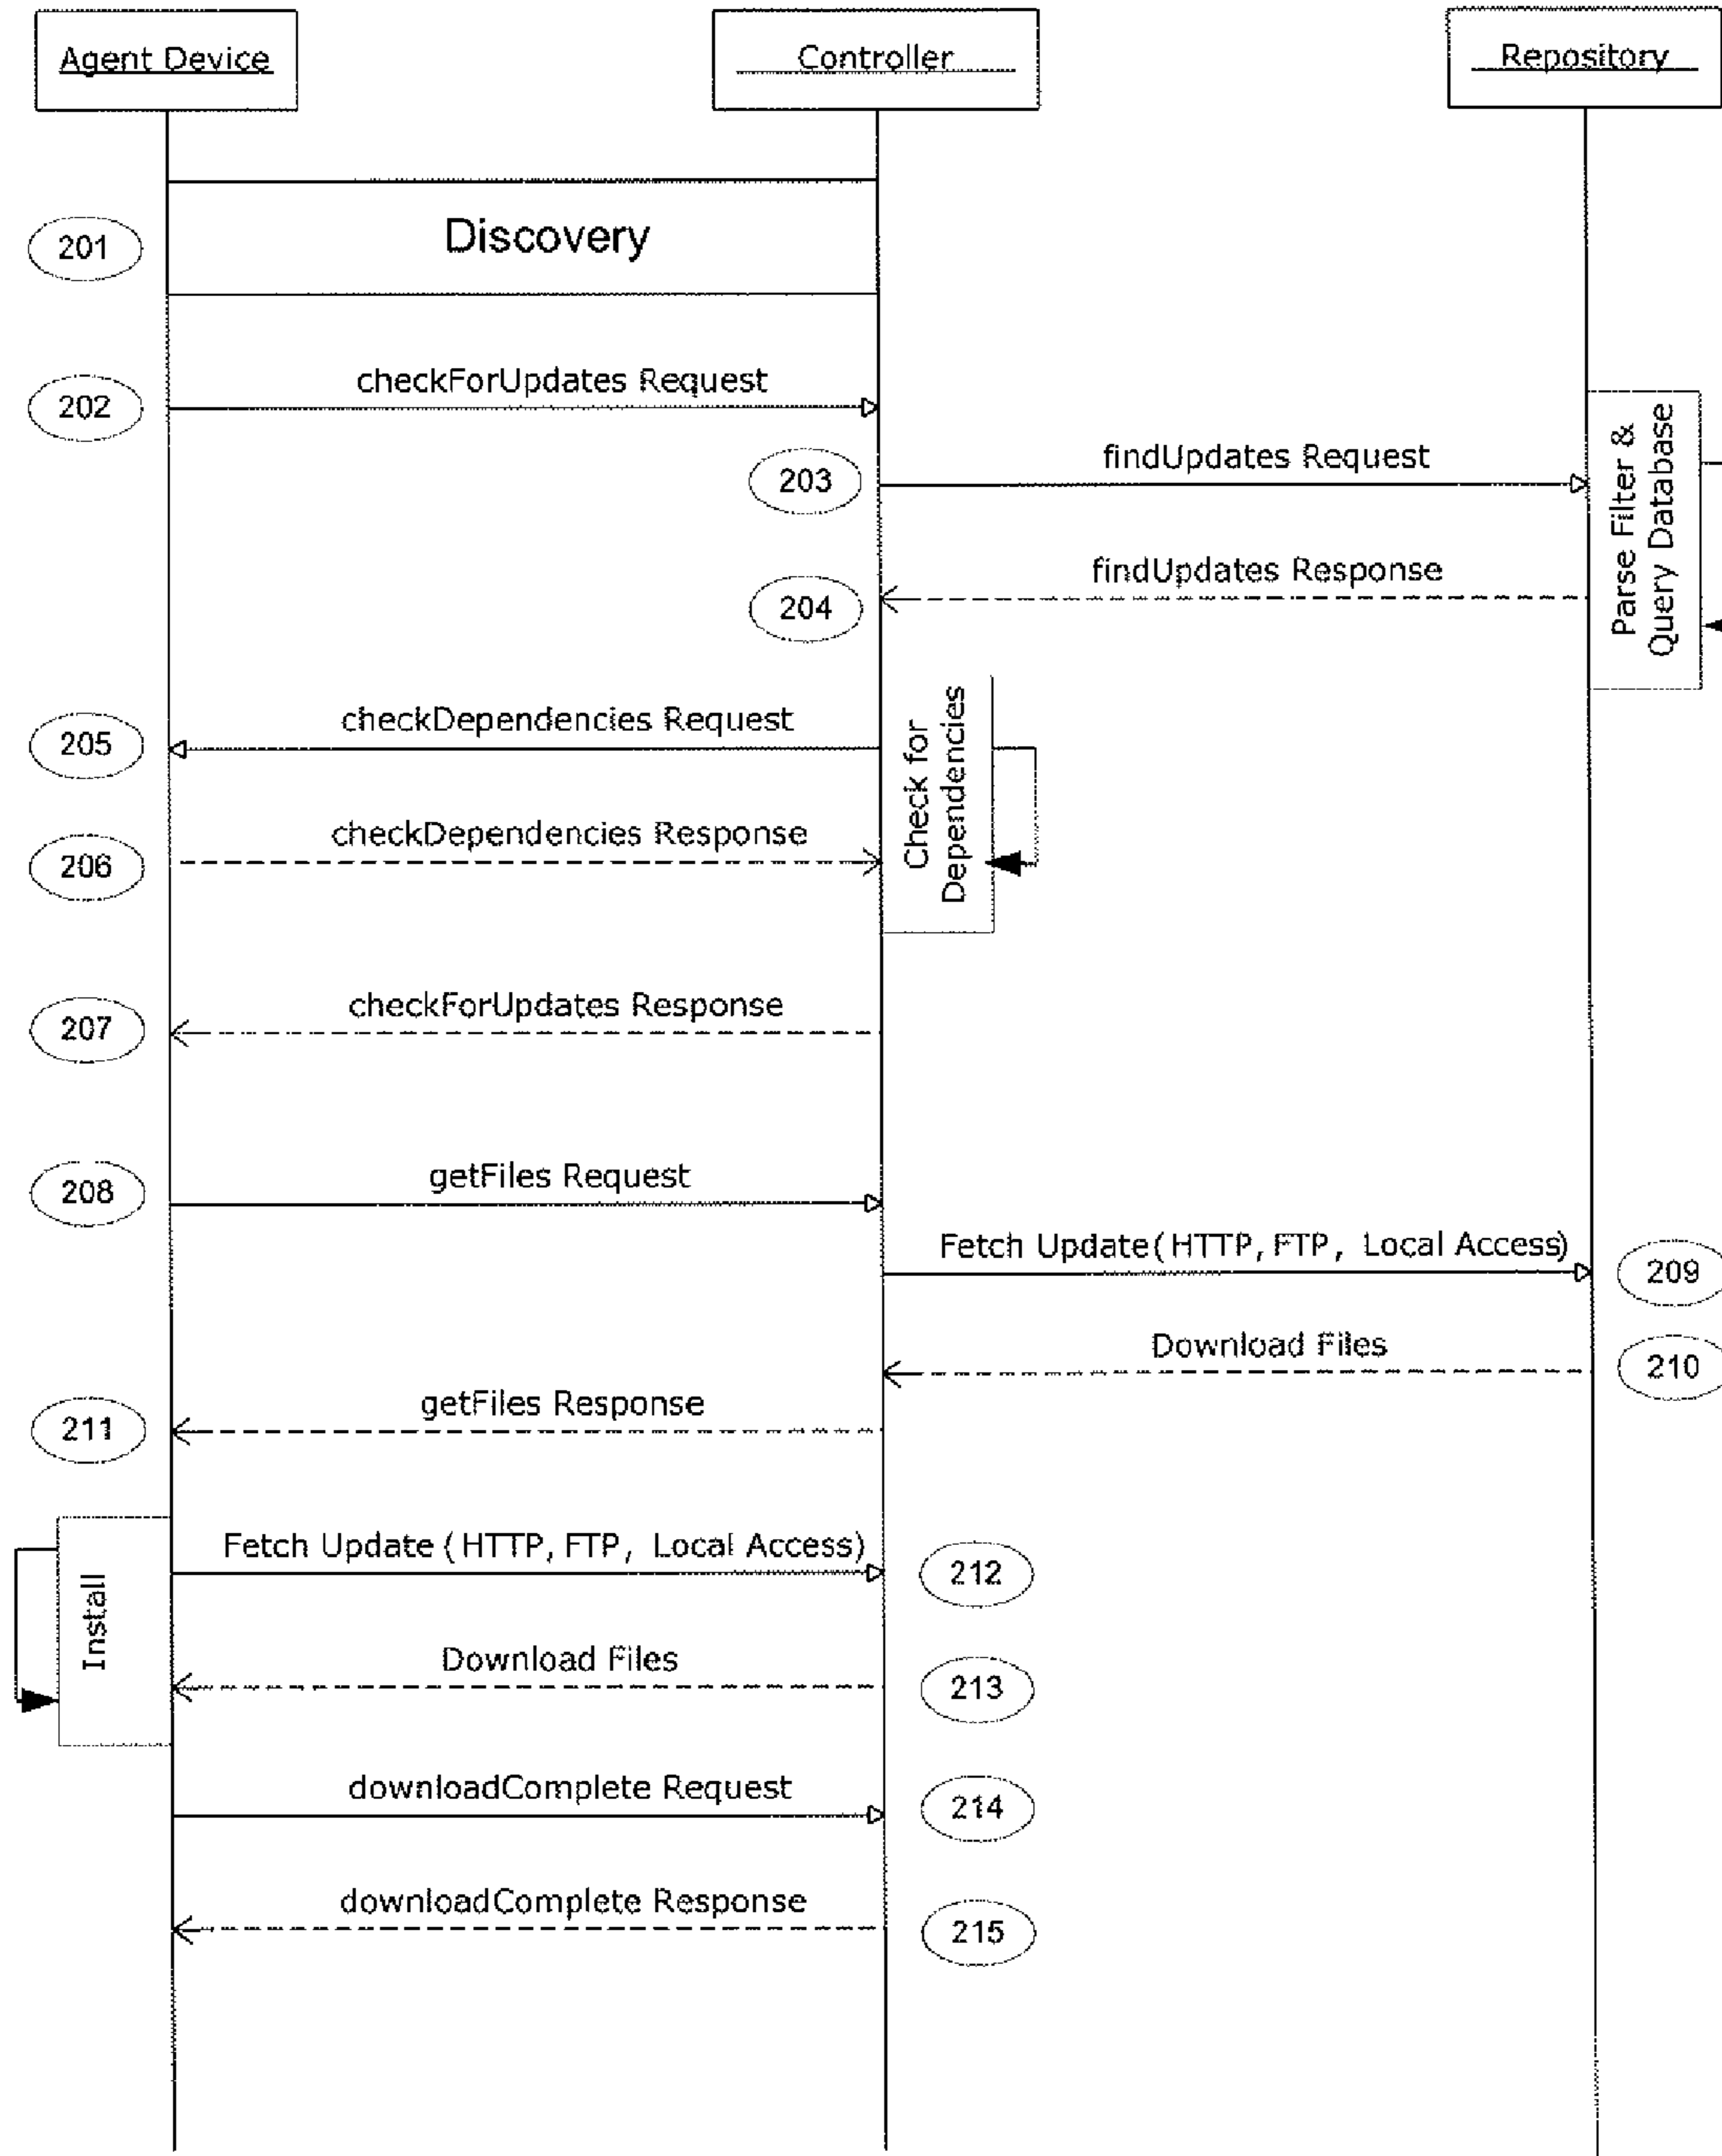 Agent Device
Controller
Repository
201
Discovery
checkForUpdates Request
202
findUpdates Request
203
Parse Filter &
Query Database
findUpdates Response
204
checkDependencies Request
205
Check for
Dependencies
checkDependencies Response
206
checkForUpdates Response
207
getFiles Request
208
Fetch Update(HTTP, FTP, Local Access)
209
Download Files
210
getFiles Response
211
Fetch Update (HTTP, FTP, Local Access)
212
Install
Download Files
213
downloadComplete Request
214
downloadComplete Response
215